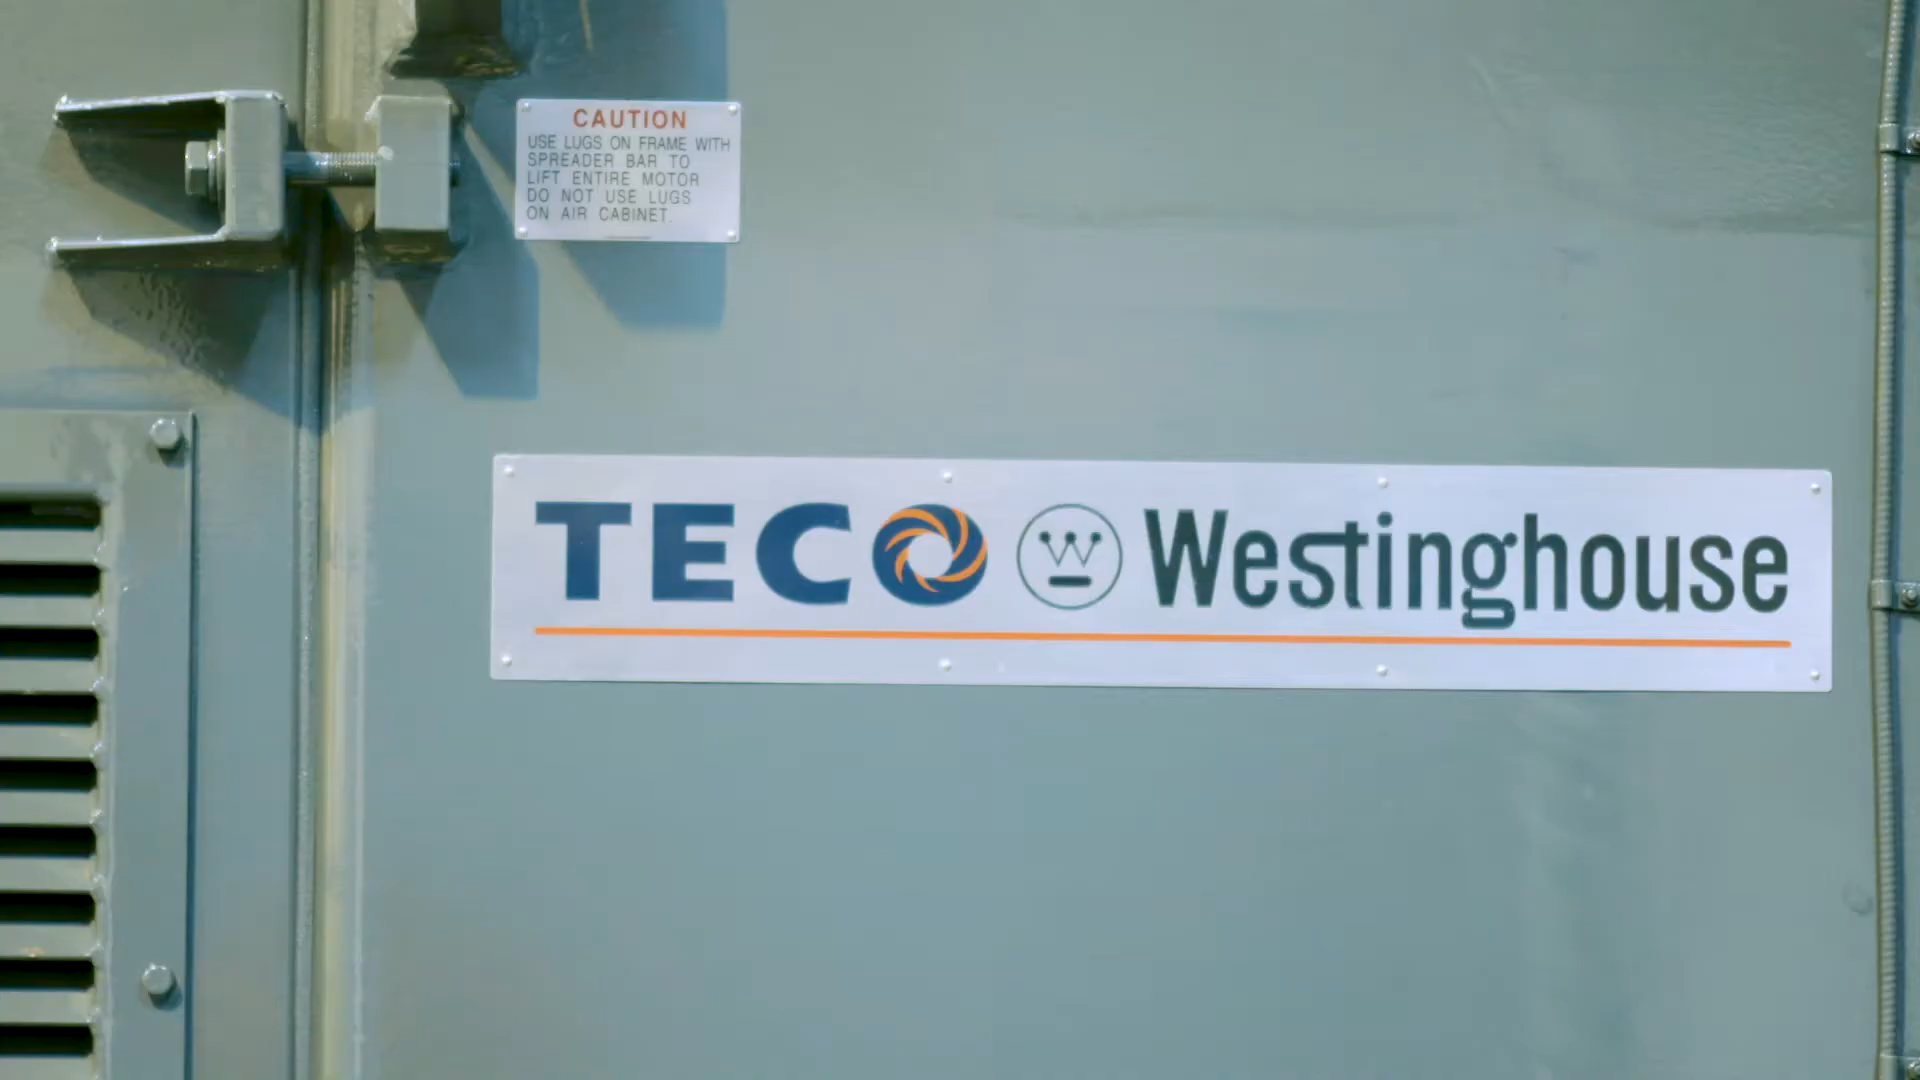 CAUTION
USE LUGS ON FRAME WITH
SPREADER BAR TO
LIFT ENTIRE MOTOR
DO NOT USE LUGS
ON AIR CABINET.
TECO W Westinghouse